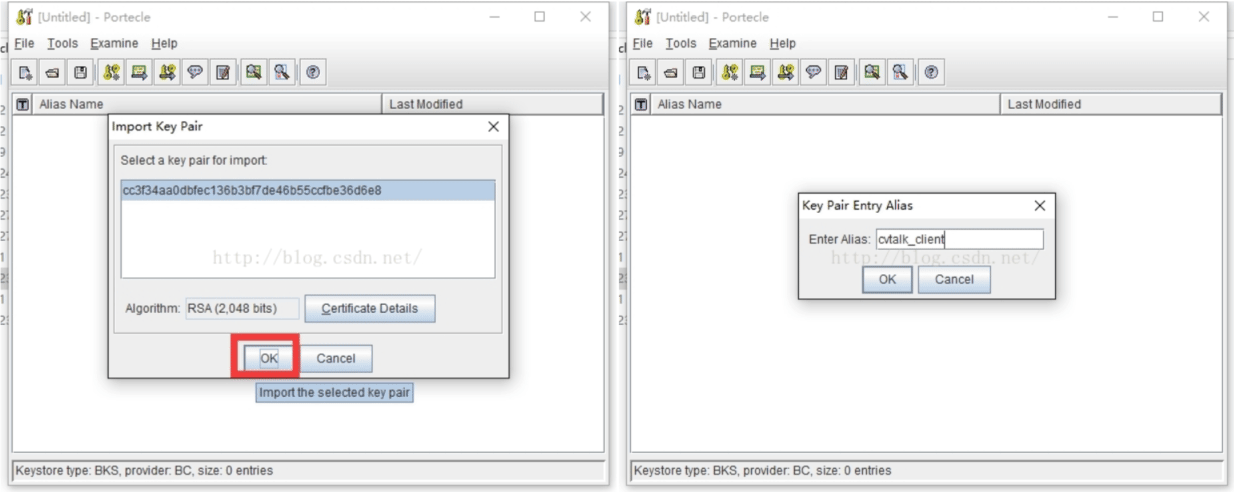 [Untitled] - Portecle
File Tools Examine Help
Alias Name Last Modified
Import Key Pair
Select a key pair for import:
cc3f34aa0dbfec136b3bf7de46b55ccfbe36d6e8
http://blog.csdn.net/
Algorithm: RSA (2,048 bits) Certificate Details
OK Cancel
Import the selected key pair
Keystore type: BKS, provider: BC, size: 0 entries
[Untitled] - Portecle
File Tools Examine Help
Alias Name Last Modified
Key Pair Entry Alias
Enter Alias: cvtalk_client
http://blog.csdn.net/
OK Cancel
Keystore type: BKS, provider: BC, size: 0 entries